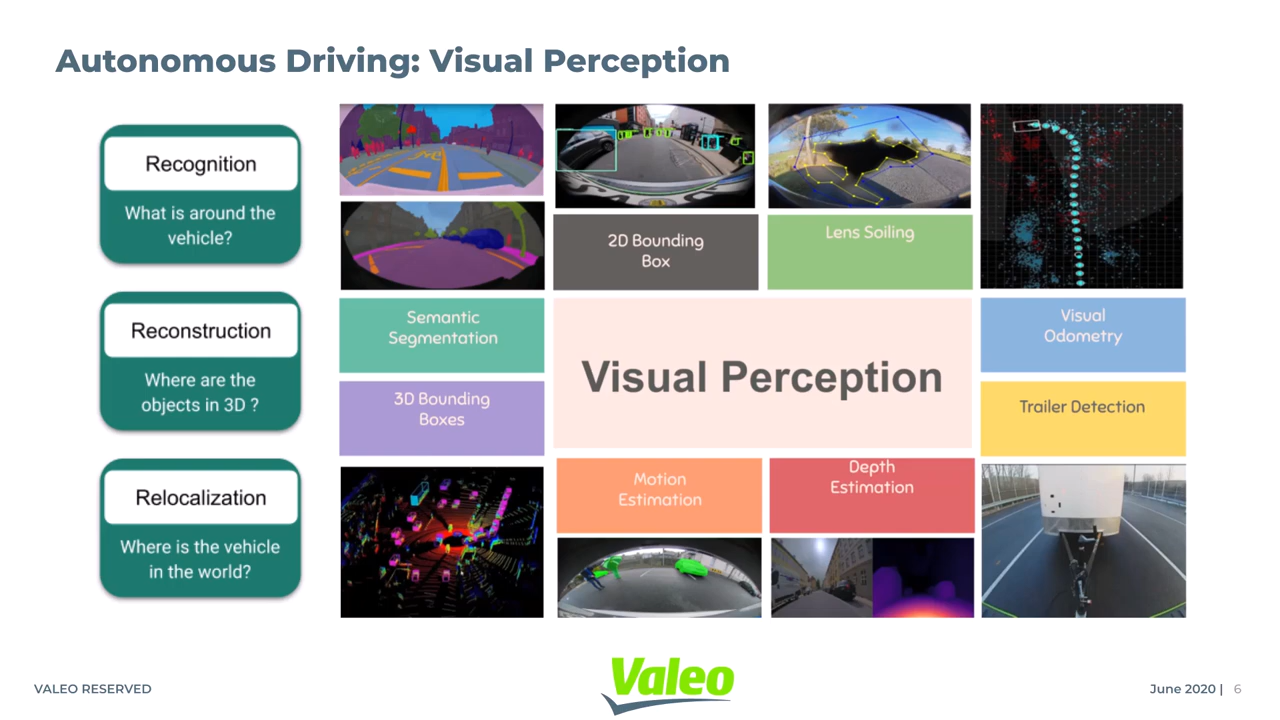 Autonomous Driving: Visual Perception
Recognition
What is around the
vehicle?
Reconstruction
Where are the
objects in 3D ?
Relocalization
Where is the vehicle
in the world?
2D Bounding
Box
Lens Soiling
Semantic
Segmentation
Visual Perception
Visual
Odometry
3D Bounding
Boxes
Trailer Detection
Motion
Estimation
Depth
Estimation
VALEO RESERVED
Valeo
June 2020 | 6